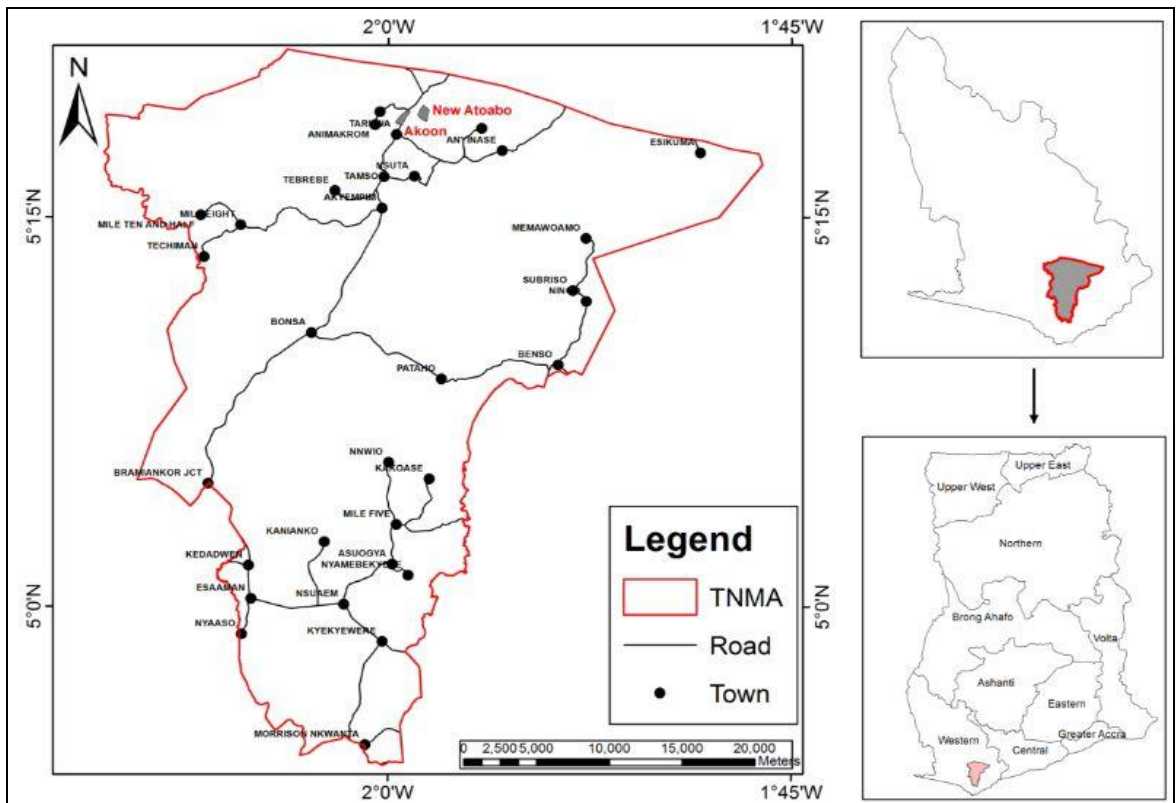 2°0'W
1°45'W
N
New Atoabo
TARKWA
ANIMAKROM
Akoon
ANYINASE
ESIKUMA
NSUTA
TAMSO
TEBREBE
AKYEMPIM
5°15'N
5°15'N
MILE EIGHT
MILE TEN AND HALF
TECHIMAN
MEMAWOAMO
SUBRISO
NING
BONSA
BENSO
PATAHO
NNWIO
KAKOASE
BRAMIANKOR JCT
MILE FIVE
KANIANKO
ASUOGYA
KEDADWEN
ESAAMAN
NSUAEM
5°0'N
5°0'N
NYAASO
KYEKYEWERE
MORRISON NKWANTA
Legend
TNMA
Road
Town
0 2,500 5,000 10,000 15,000 20,000
Meters
2°0'W
1°45'W
Upper East
Upper West
Northern
Brong Ahafo
Volta
Ashanti
Eastern
Greater Accra
Western
Central